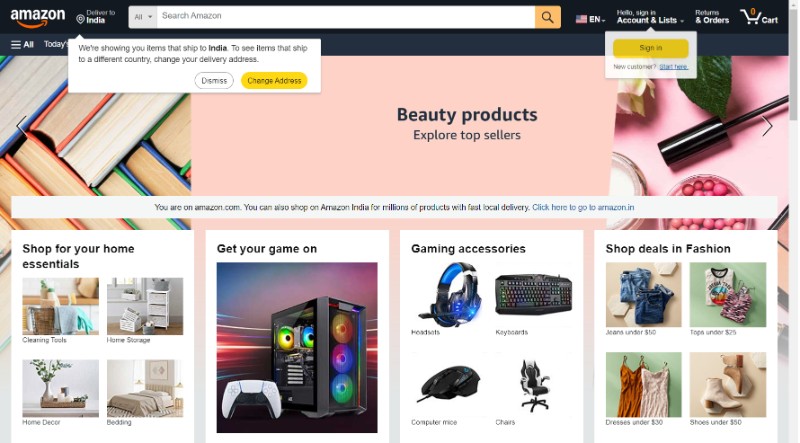 amazon
Deliver to
India
All
Search Amazon
EN
Hello, sign in
Account & Lists
Returns
& Orders
0
Cart
All
Today's
We're showing you items that ship to India. To see items that ship
to a different country, change your delivery address.
Dismiss
Change Address
Sign in
New customer? Start here.
Beauty products
Explore top sellers
You are on amazon.com. You can also shop on Amazon India for millions of products with fast local delivery. Click here to go to amazon.in
Shop for your home
essentials
Cleaning Tools
Home Storage
Home Decor
Bedding
Get your game on
Gaming accessories
Headsets
Keyboards
Computer mice
Chairs
Shop deals in Fashion
Jeans under $50
Tops under $25
Dresses under $30
Shoes under $50